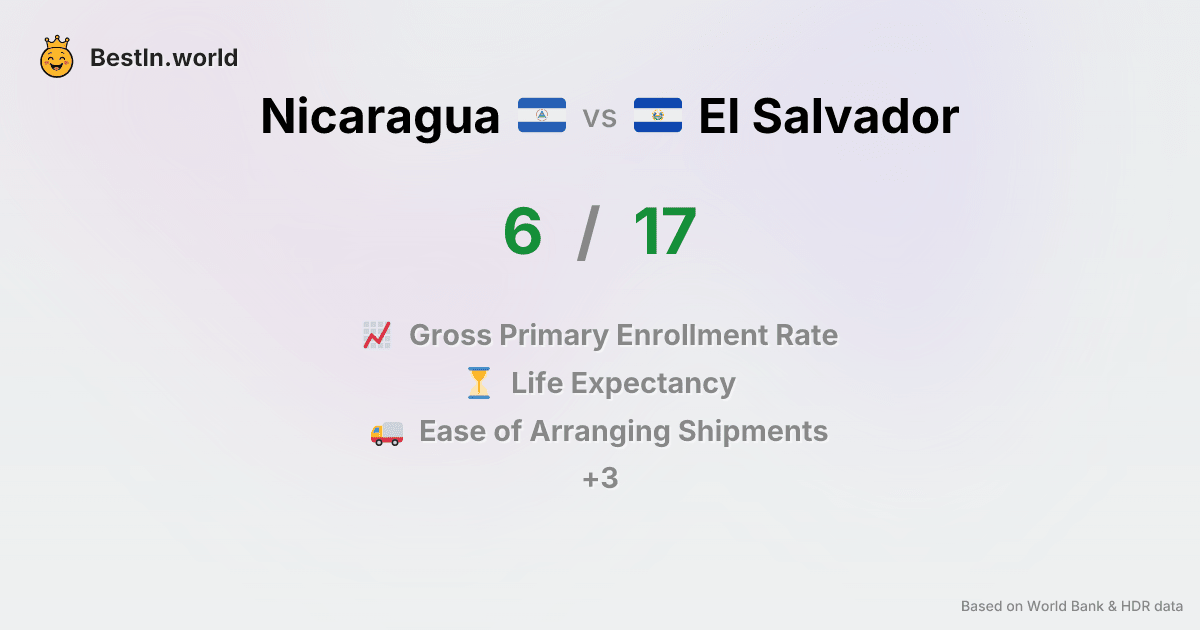 BestIn.world
Nicaragua vs El Salvador
6 / 17
Gross Primary Enrollment Rate
Life Expectancy
Ease of Arranging Shipments
+3
Based on World Bank & HDR data